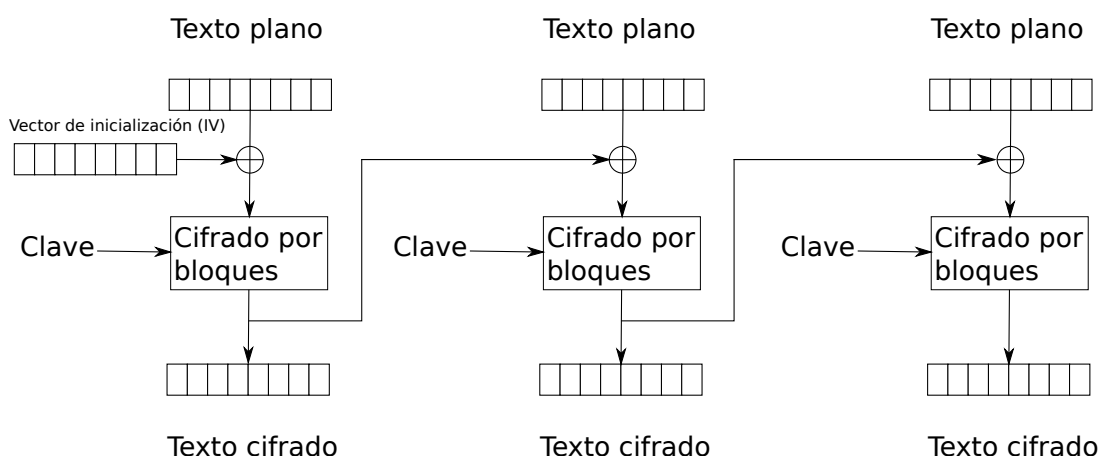 Texto plano
Texto plano
Texto plano
Vector de inicialización (IV)
Clave
Cifrado por
bloques
Clave
Cifrado por
bloques
Clave
Cifrado por
bloques
Texto cifrado
Texto cifrado
Texto cifrado